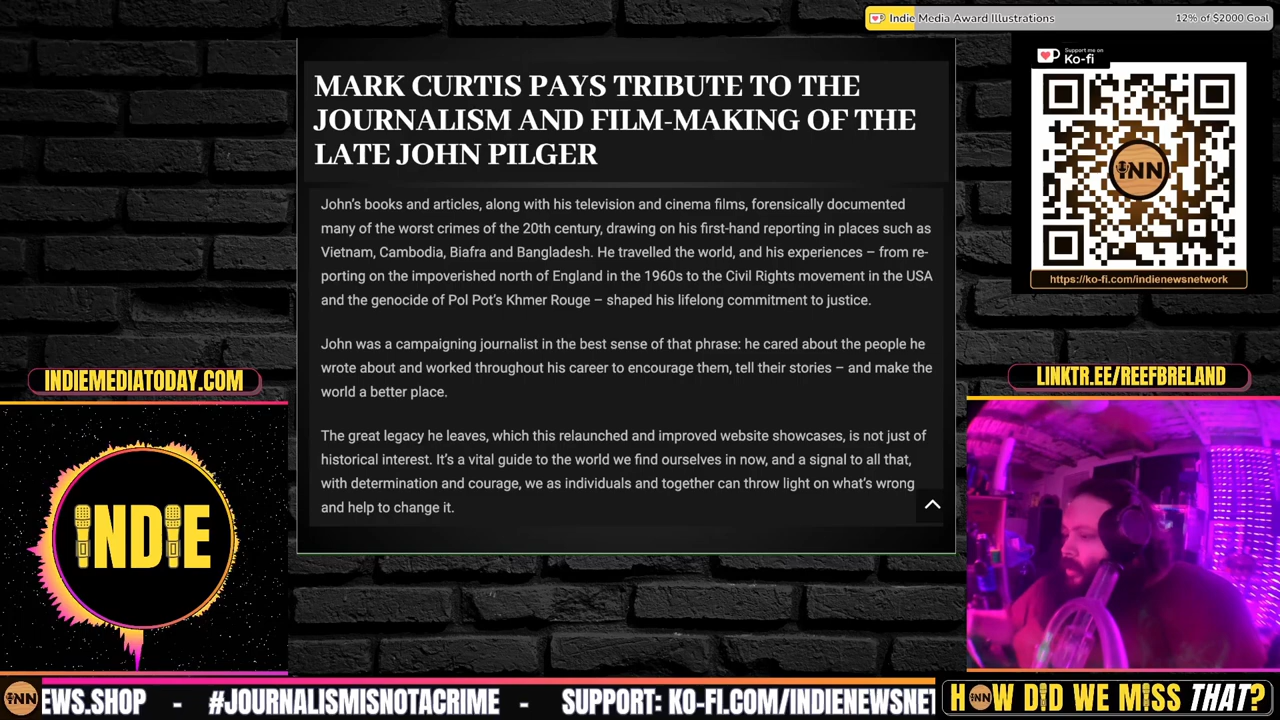 Indie Media Award Illustrations
12% of $2000 Goal
MARK CURTIS PAYS TRIBUTE TO THE
JOURNALISM AND FILM-MAKING OF THE
LATE JOHN PILGER
John’s books and articles, along with his television and cinema films, forensically documented
many of the worst crimes of the 20th century, drawing on his first-hand reporting in places such as
Vietnam, Cambodia, Biafra and Bangladesh. He travelled the world, and his experiences – from re-
porting on the impoverished north of England in the 1960s to the Civil Rights movement in the USA
and the genocide of Pol Pot’s Khmer Rouge – shaped his lifelong commitment to justice.
John was a campaigning journalist in the best sense of that phrase: he cared about the people he
wrote about and worked throughout his career to encourage them, tell their stories – and make the
world a better place.
The great legacy he leaves, which this relaunched and improved website showcases, is not just of
historical interest. It’s a vital guide to the world we find ourselves in now, and a signal to all that,
with determination and courage, we as individuals and together can throw light on what’s wrong
and help to change it.
Support me on
Ko-fi
INN
https://ko-fi.com/indienewsnetwork
INDIEMEDIATODAY.COM
INDIE
LINKTR.EE/REEFBRELAND
INN
EWS.SHOP - #JOURNALISMISNOTACRIME - SUPPORT: KO-FI.COM/INDIENEWSNET
HOW DID WE MISS THAT?